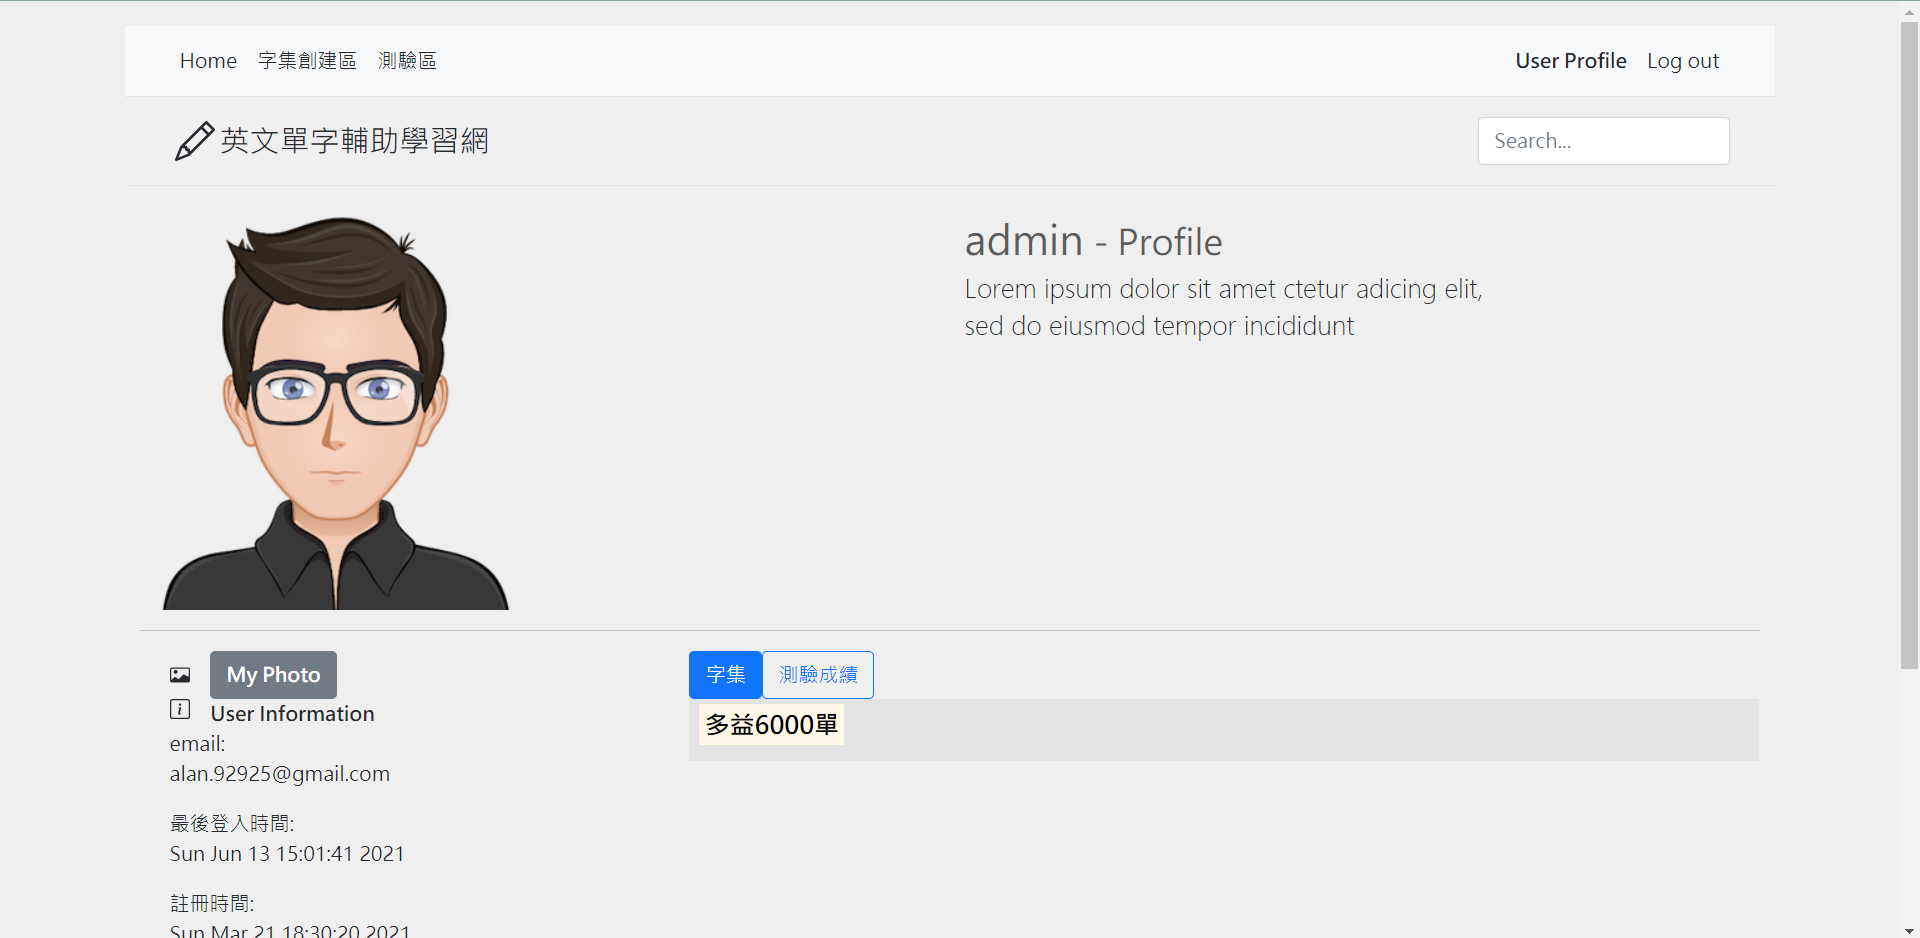 Home 字集創建區 測驗區 User Profile Log out
英文單字輔助學習網 Search...
admin - Profile
Lorem ipsum dolor sit amet ctetur adicing elit,
sed do eiusmod tempor incididunt
My Photo
User Information
email:
alan.92925@gmail.com
最後登入時間:
Sun Jun 13 15:01:41 2021
註冊時間:
Sun Mar 21 18:30:20 2021
字集 測驗成績
多益6000單